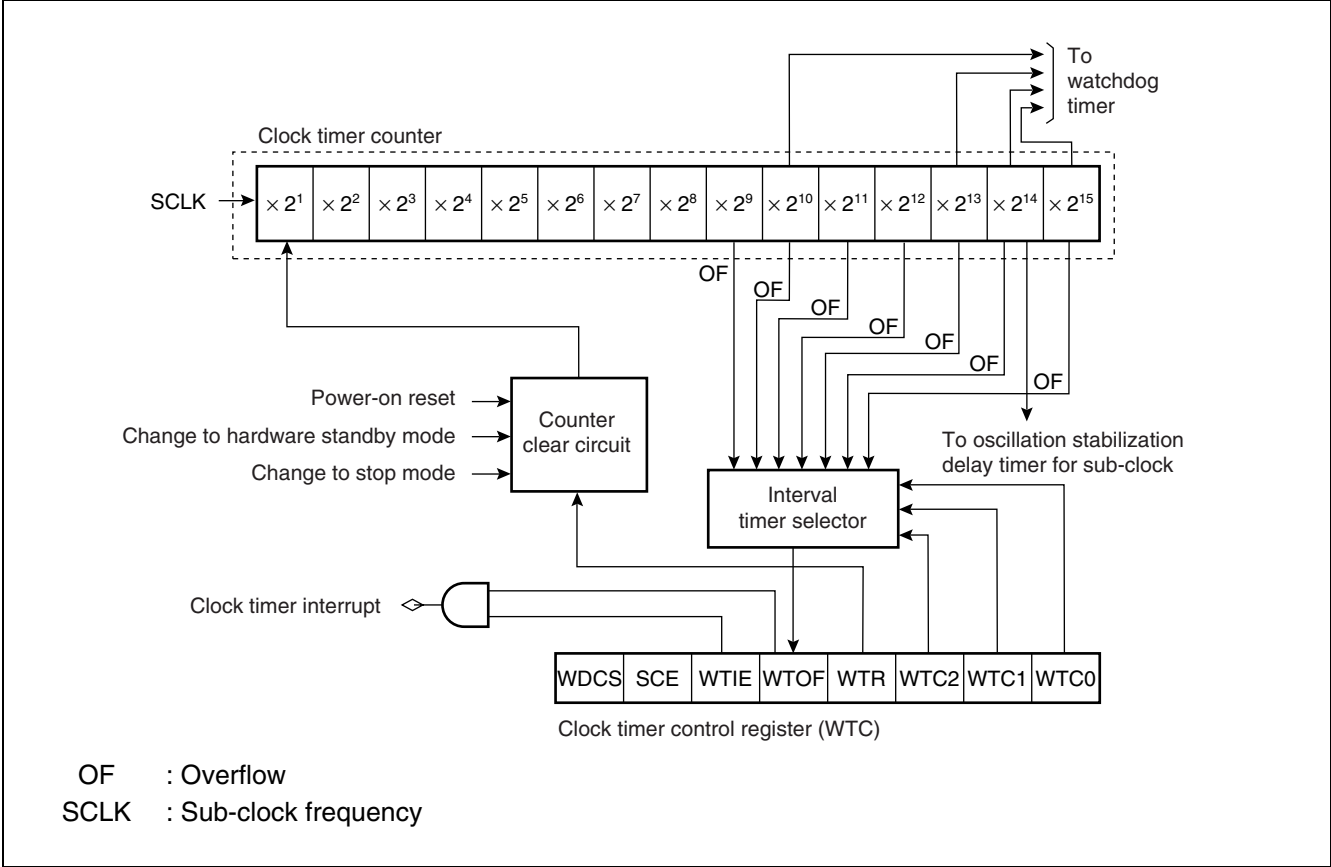 To
watchdog
timer
Clock timer counter
SCLK
× 2¹ × 2² × 2³ × 2⁴ × 2⁵ × 2⁶ × 2⁷ × 2⁸ × 2⁹ × 2¹⁰ × 2¹¹ × 2¹² × 2¹³ × 2¹⁴ × 2¹⁵
OF
OF
OF
OF
OF
OF
OF
Power-on reset
Change to hardware standby mode
Change to stop mode
Counter
clear circuit
To oscillation stabilization
delay timer for sub-clock
Interval
timer selector
Clock timer interrupt
WDCS SCE WTIE WTOF WTR WTC2 WTC1 WTC0
Clock timer control register (WTC)
OF : Overflow
SCLK : Sub-clock frequency